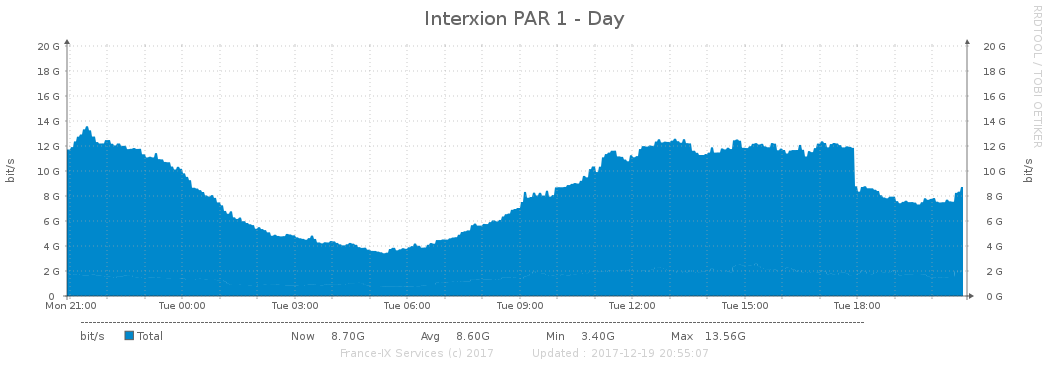 Interxion PAR 1 - Day
RRDTOOL / TOBI OETIKER
bit/s
20 G
18 G
16 G
14 G
12 G
10 G
8 G
6 G
4 G
2 G
0
20 G
18 G
16 G
14 G
12 G
10 G
8 G
6 G
4 G
2 G
0 G
bit/s
Mon 21:00 Tue 00:00 Tue 03:00 Tue 06:00 Tue 09:00 Tue 12:00 Tue 15:00 Tue 18:00
bit/s Total Now 8.70G Avg 8.60G Min 3.40G Max 13.56G
France-IX Services (c) 2017 Updated : 2017-12-19 20:55:07